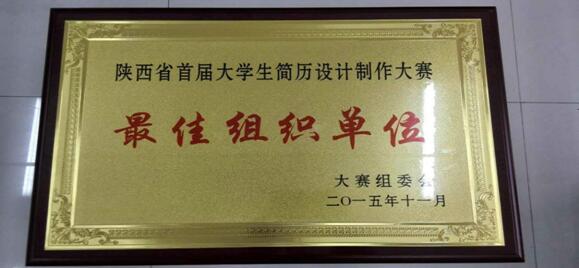 陕西省首届大学生简历设计制作大赛
最佳组织单位
大赛组委会
二〇一五年十一月